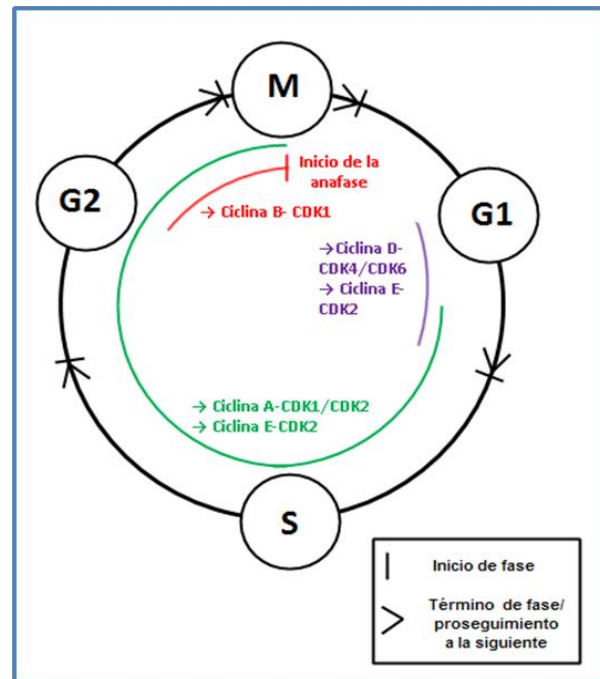 M
Inicio de la
anafase
G2
→ Ciclina B- CDK1
G1
→Ciclina D-
CDK4/CDK6
→ Ciclina E-
CDK2
→ Ciclina A-CDK1/CDK2
→ Ciclina E-CDK2
S
Inicio de fase
Término de fase/
proseguimiento
a la siguiente